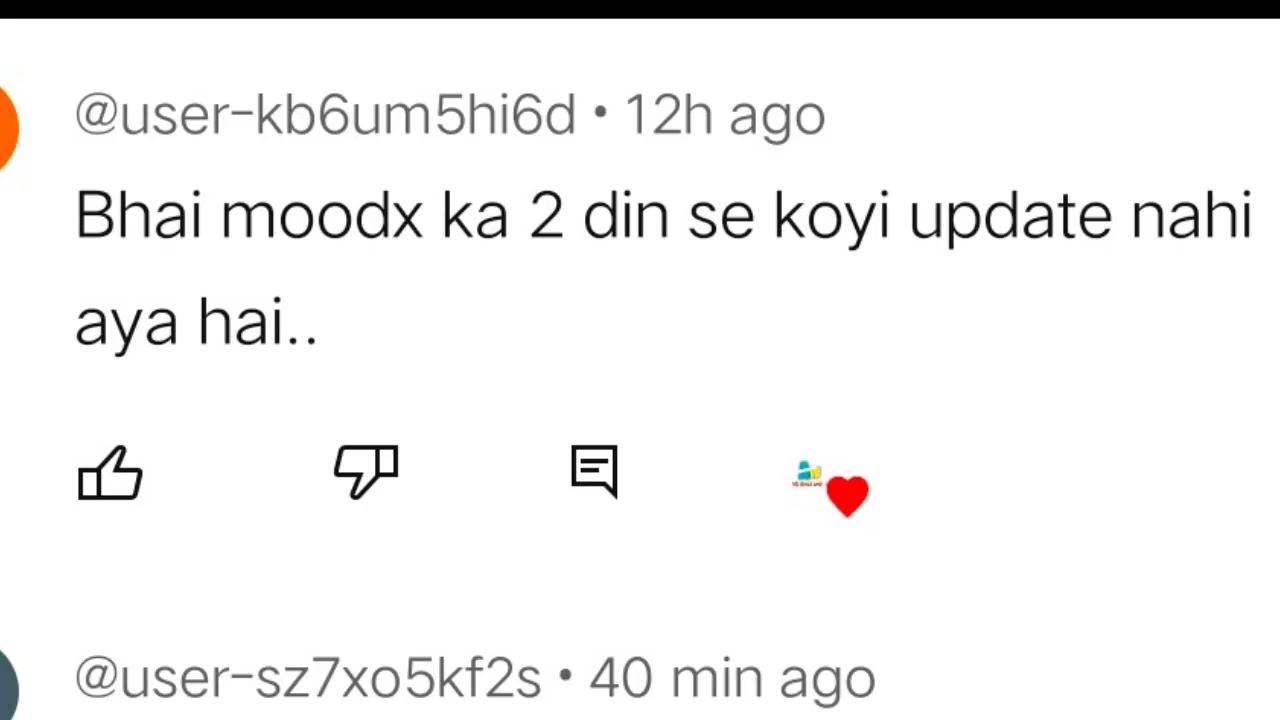 @user-kb6um5hi6d • 12h ago
Bhai moodx ka 2 din se koyi update nahi
aya hai..
@user-sz7xo5kf2s • 40 min ago